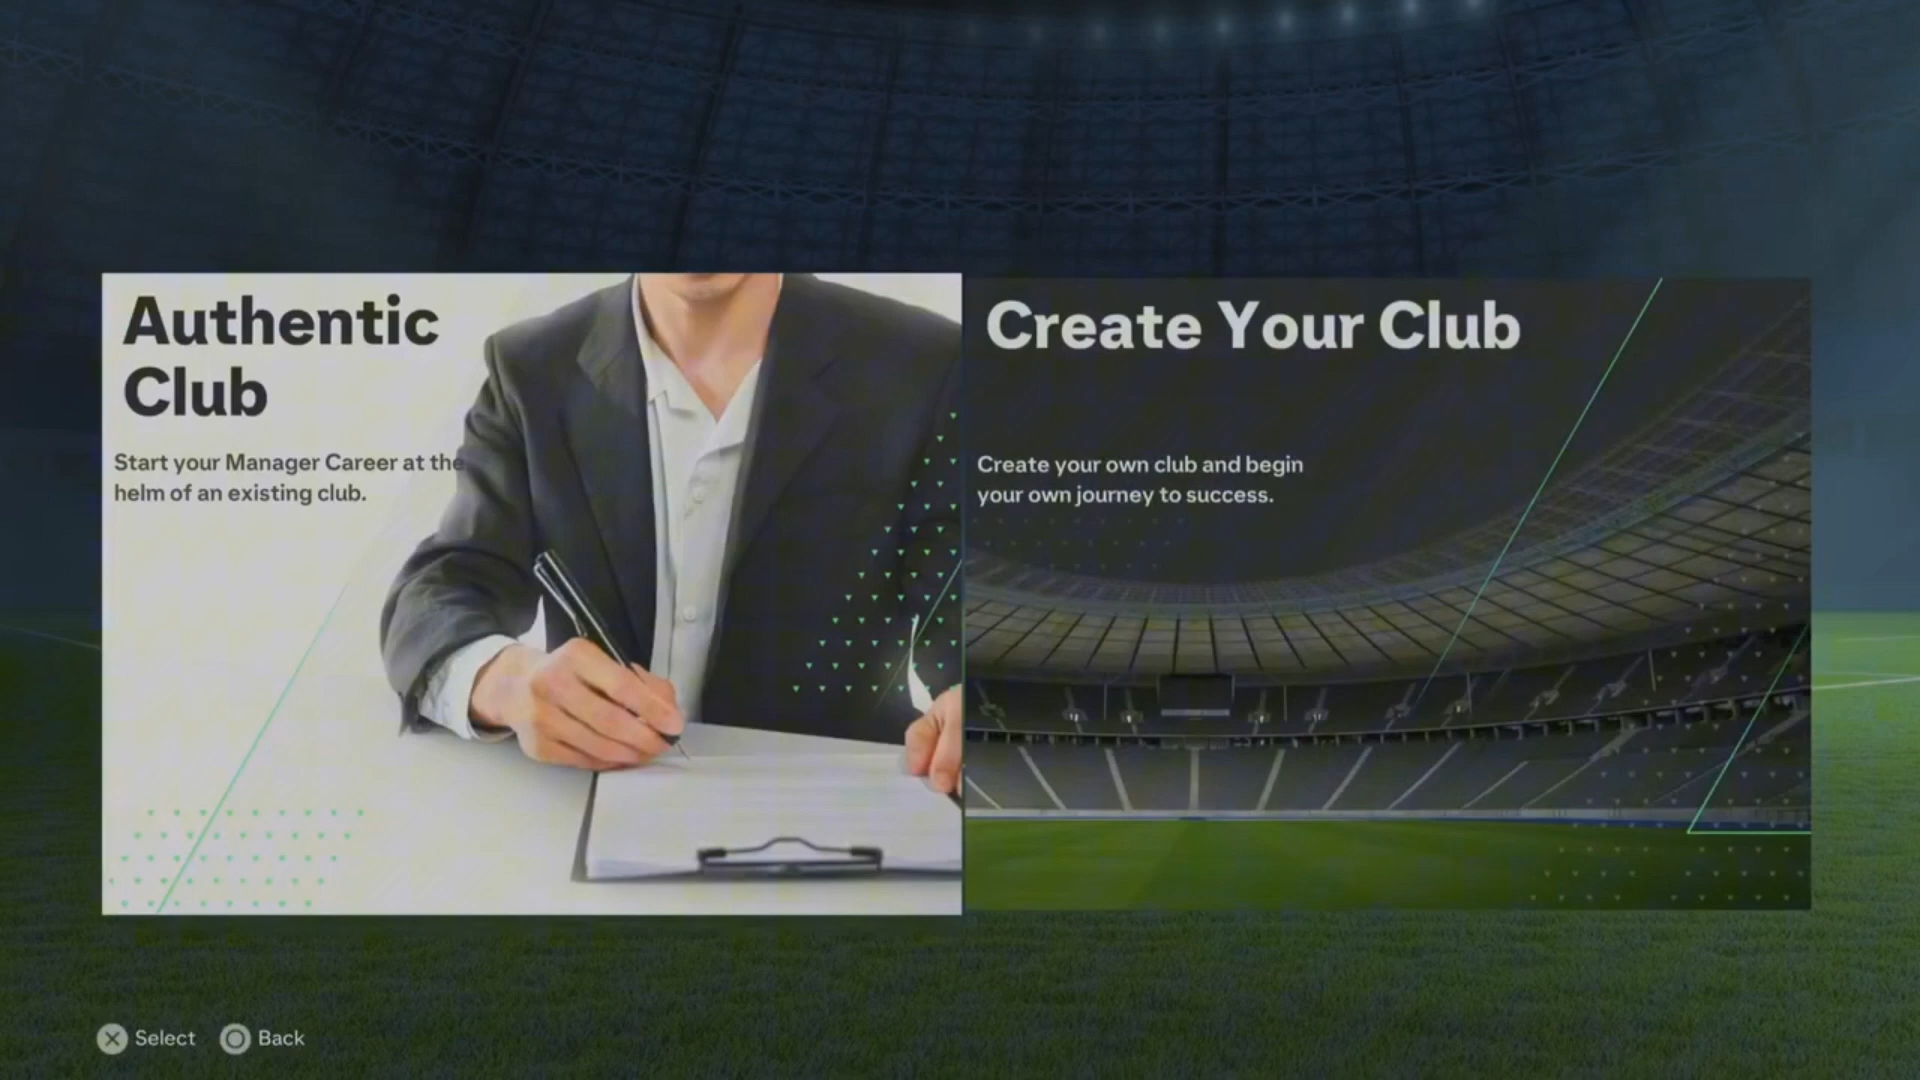 Authentic
Club
Start your Manager Career at the
helm of an existing club.
Create Your Club
Create your own club and begin
your own journey to success.
Select
Back